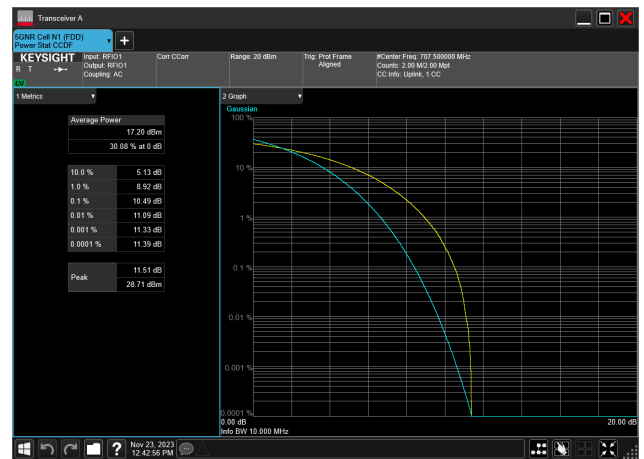 Transceiver A
5GNR Cell N1 (FDD)
Power Stat CCDF
KEYSIGHT
R T
LXI
Input: RFIO1
Output: RFIO1
Coupling: AC
Corr CCorr
Range: 20 dBm
Trig: Prot Frame
Aligned
#Center Freq: 707.500000 MHz
Counts: 2.00 M/2.00 Mpt
CC Info: Uplink, 1 CC
1 Metrics
Average Power
17.20 dBm
30.08 % at 0 dB
10.0 % 5.13 dB
1.0 % 8.92 dB
0.1 % 10.49 dB
0.01 % 11.09 dB
0.001 % 11.33 dB
0.0001 % 11.39 dB
Peak
11.51 dB
28.71 dBm
2 Graph
Gaussian
100 %
10 %
1 %
0.1 %
0.01 %
0.001 %
0.0001 %
0.00 dB
20.00 dB
Info BW 10.000 MHz
?
Nov 23, 2023
12:42:56 PM